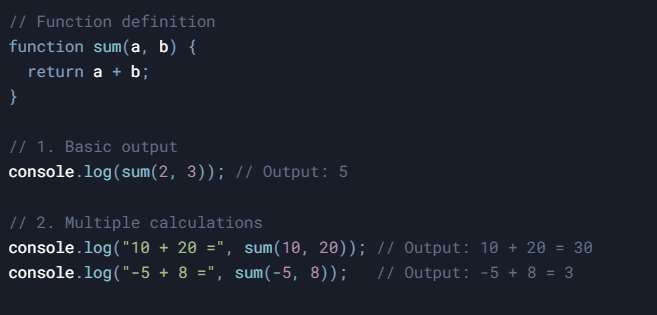 // Function definition
function sum(a, b) {
  return a + b;
}

// 1. Basic output
console.log(sum(2, 3)); // Output: 5

// 2. Multiple calculations
console.log("10 + 20 =", sum(10, 20)); // Output: 10 + 20 = 30
console.log("-5 + 8 =", sum(-5, 8));   // Output: -5 + 8 = 3